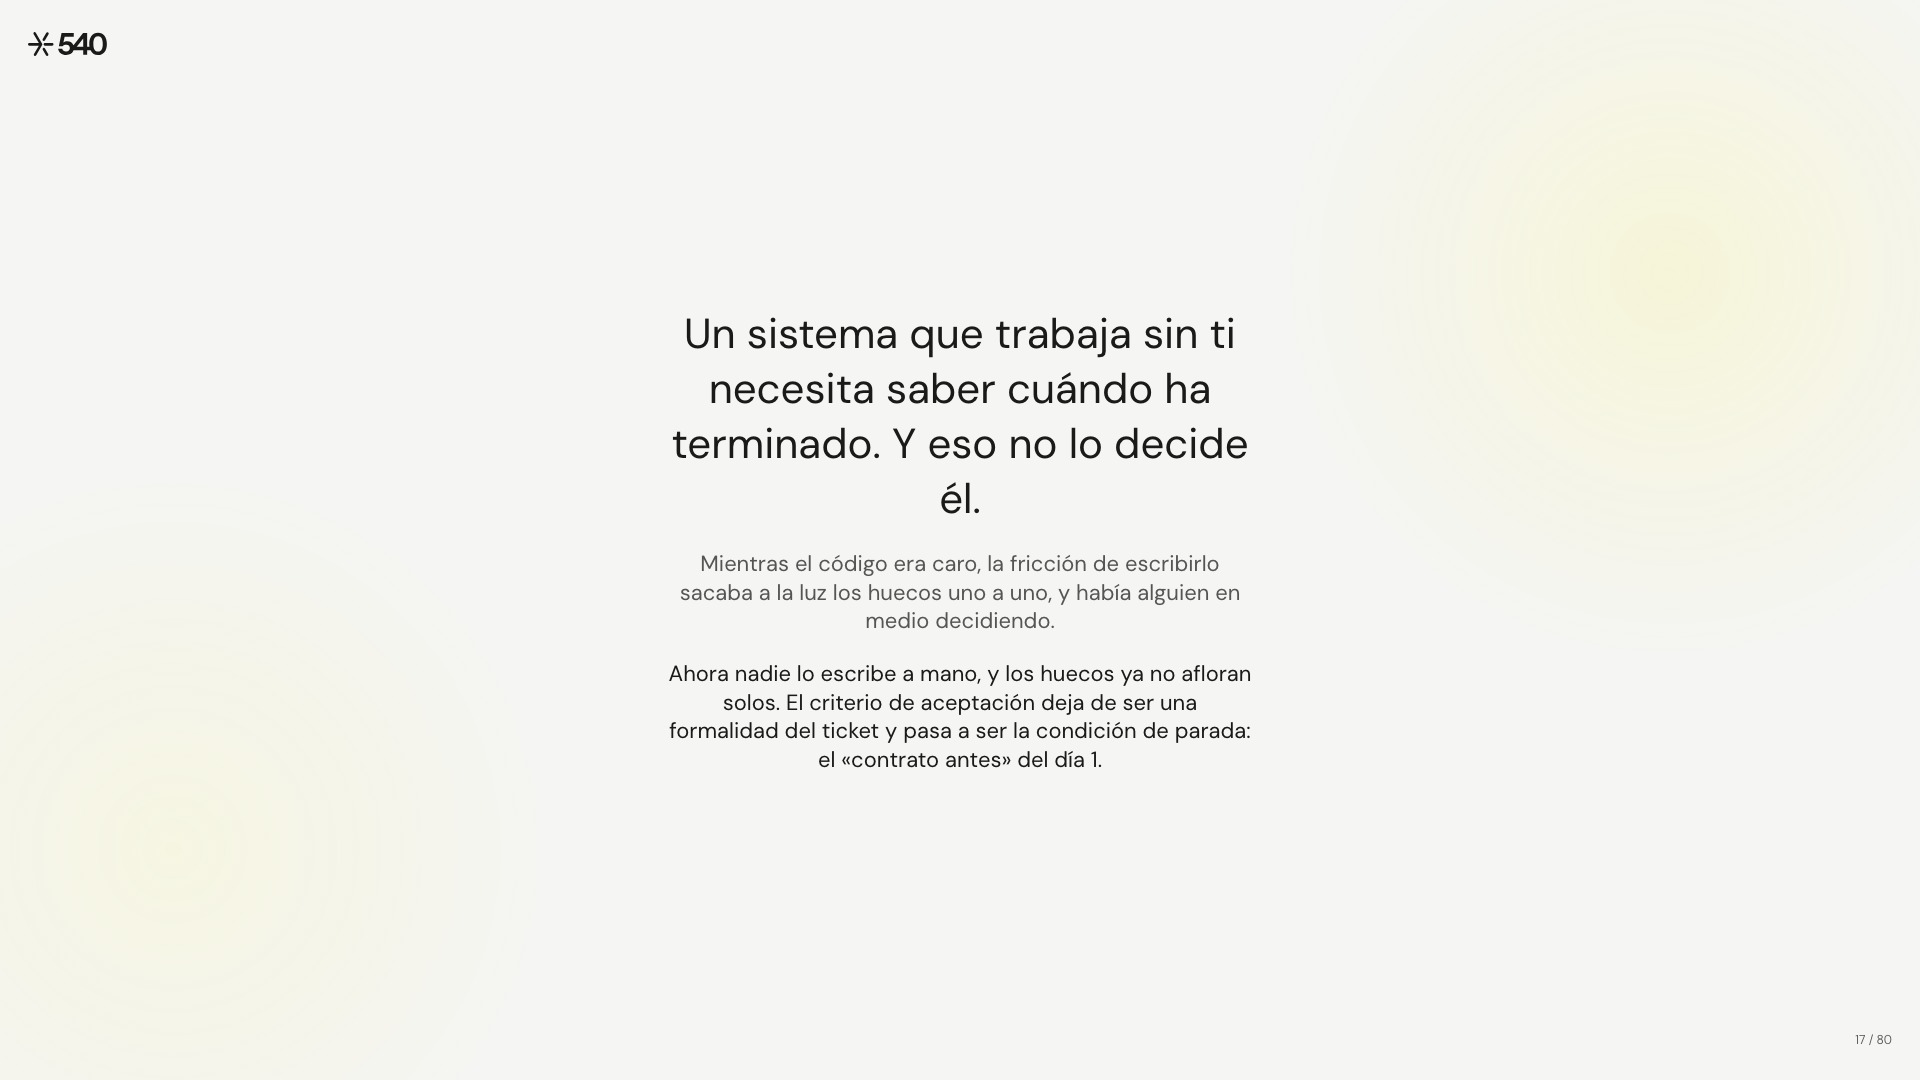 540
Un sistema que trabaja sin ti
necesita saber cuándo ha
terminado. Y eso no lo decide
él.
Mientras el código era caro, la fricción de escribirlo
sacaba a la luz los huecos uno a uno, y había alguien en
medio decidiendo.
Ahora nadie lo escribe a mano, y los huecos ya no afloran
solos. El criterio de aceptación deja de ser una
formalidad del ticket y pasa a ser la condición de parada:
el «contrato antes» del día 1.
17 / 80